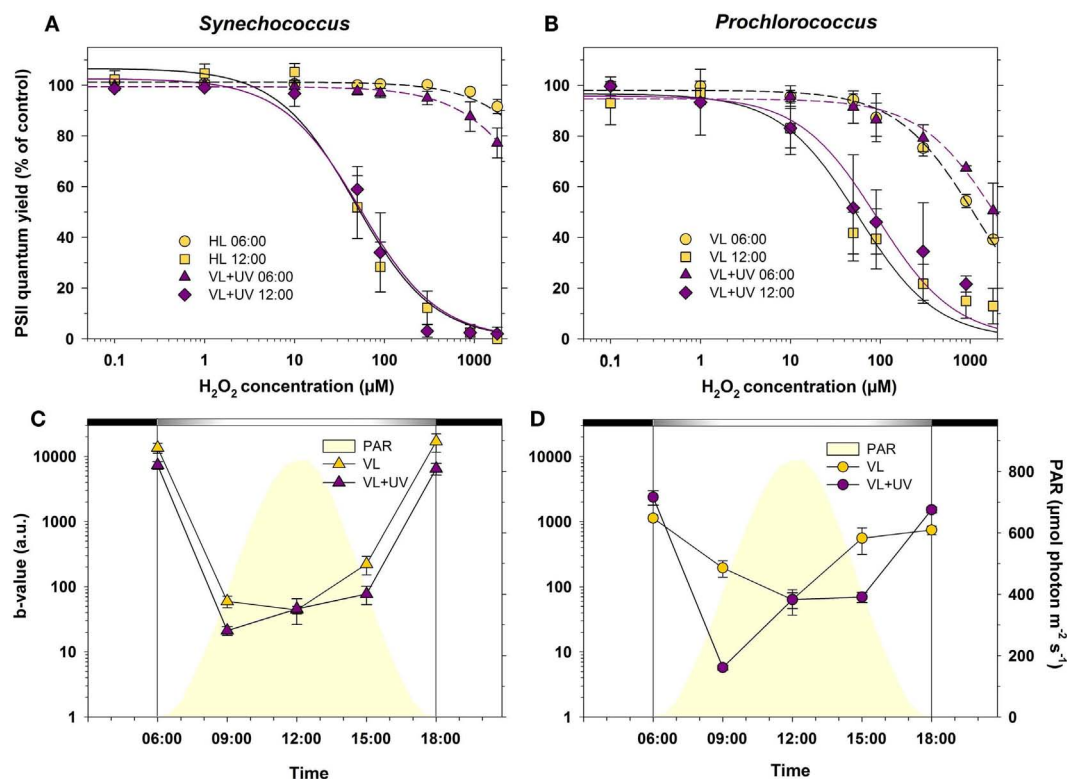 A
Synechococcus
PSII quantum yield (% of control)
100
80
60
40
20
0
HL 06:00
HL 12:00
VL+UV 06:00
VL+UV 12:00
0.1 1 10 100 1000
H₂O₂ concentration (µM)
B
Prochlorococcus
100
80
60
40
20
0
VL 06:00
VL 12:00
VL+UV 06:00
VL+UV 12:00
0.1 1 10 100 1000
H₂O₂ concentration (µM)
C
b-value (a.u.)
10000
1000
100
10
1
PAR
VL
VL+UV
06:00 09:00 12:00 15:00 18:00
Time
D
10000
1000
100
10
1
PAR
VL
VL+UV
800
600
400
200
0
PAR (µmol photon m⁻² s⁻¹)
06:00 09:00 12:00 15:00 18:00
Time